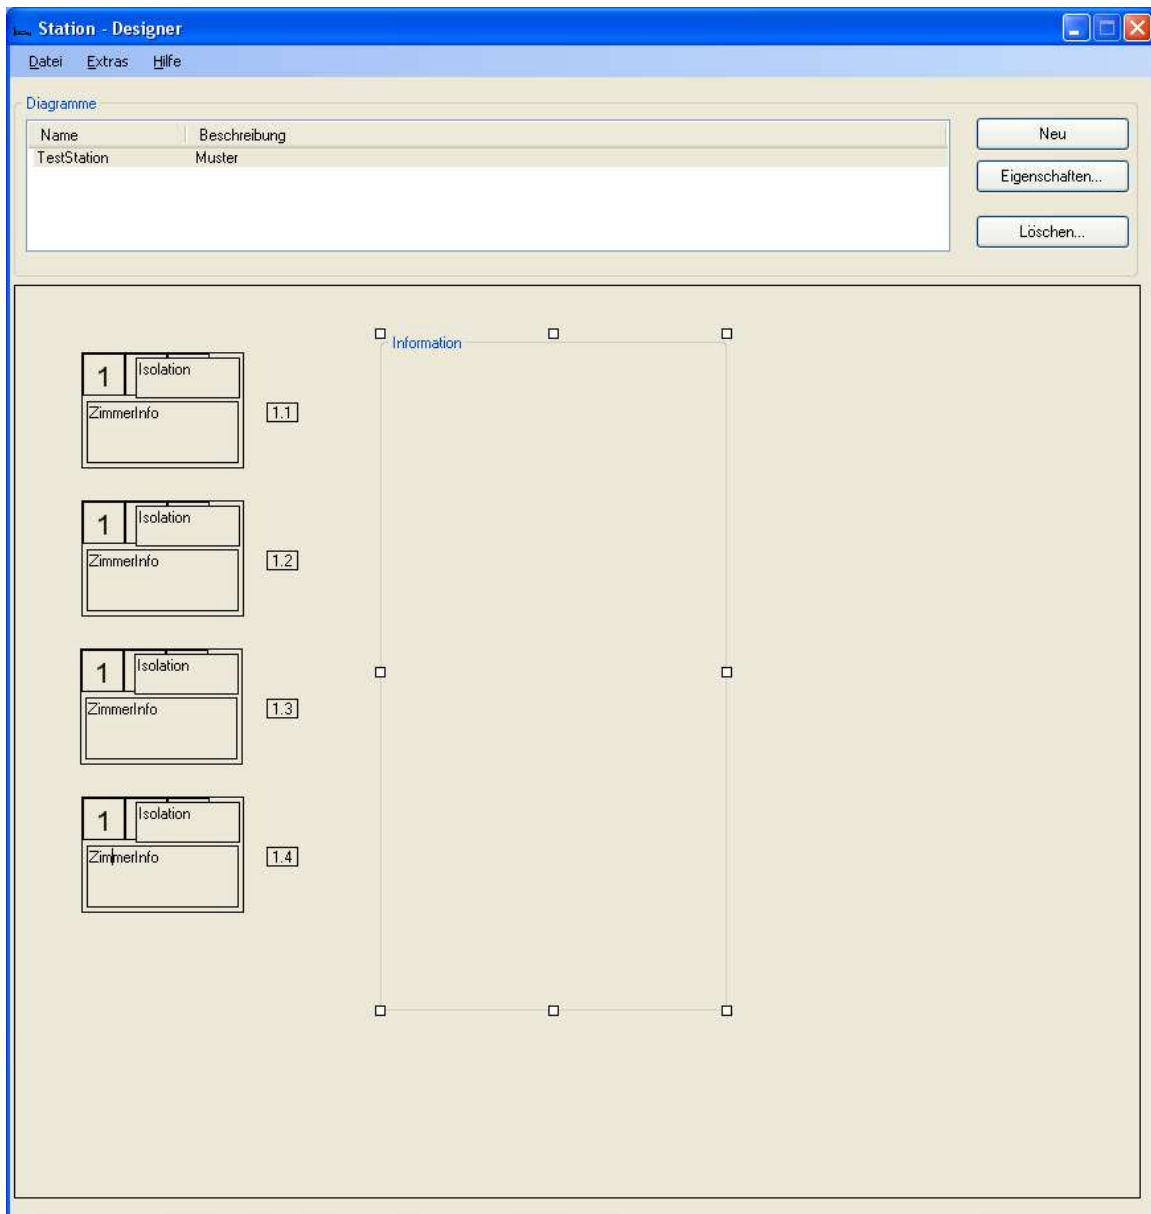 Station - Designer
Datei Extras Hilfe
Diagramme
Name Beschreibung
TestStation Muster
Neu
Eigenschaften...
Löschen...
Information
1 Isolation
ZimmerInfo
1.1
1 Isolation
ZimmerInfo
1.2
1 Isolation
ZimmerInfo
1.3
1 Isolation
ZimmerInfo
1.4